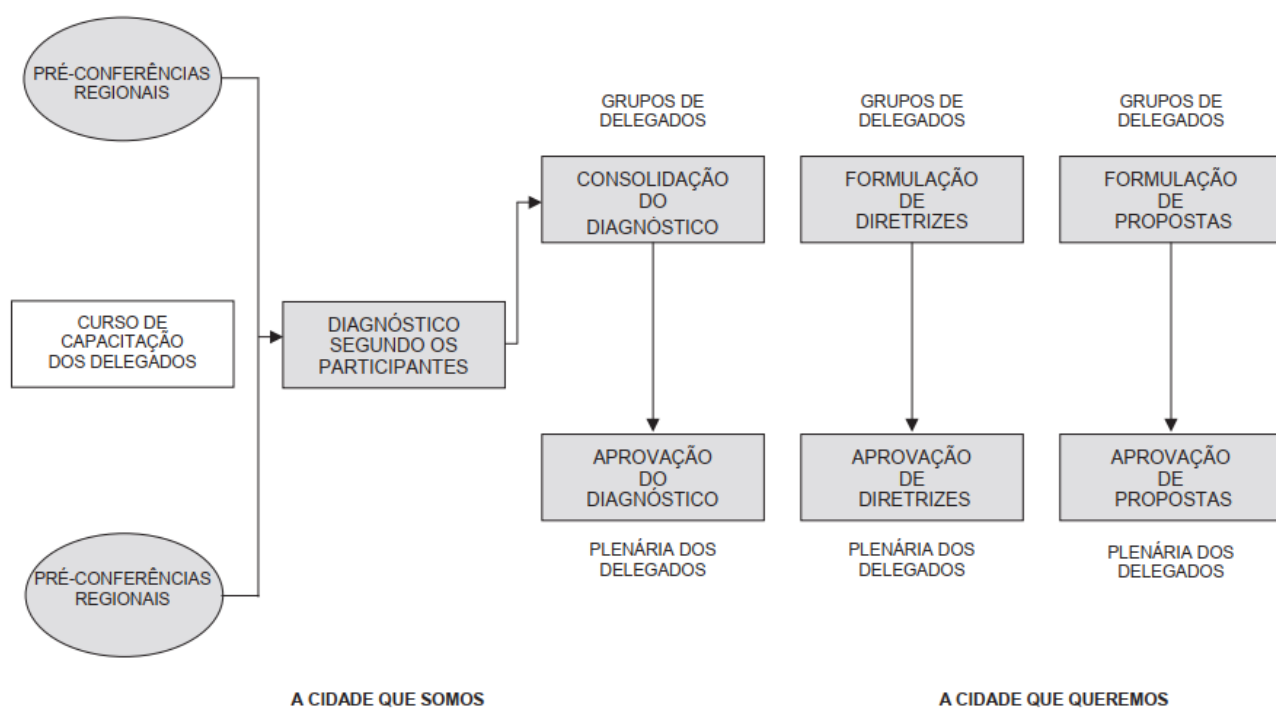 PRÉ-CONFERÊNCIAS
REGIONAIS
CURSO DE
CAPACITAÇÃO
DOS DELEGADOS
PRÉ-CONFERÊNCIAS
REGIONAIS
DIAGNÓSTICO
SEGUNDO OS
PARTICIPANTES
GRUPOS DE
DELEGADOS
CONSOLIDAÇÃO
DO
DIAGNÓSTICO
APROVAÇÃO
DO
DIAGNÓSTICO
PLENÁRIA DOS
DELEGADOS
GRUPOS DE
DELEGADOS
FORMULAÇÃO
DE
DIRETRIZES
APROVAÇÃO
DE
DIRETRIZES
PLENÁRIA DOS
DELEGADOS
GRUPOS DE
DELEGADOS
FORMULAÇÃO
DE
PROPOSTAS
APROVAÇÃO
DE
PROPOSTAS
PLENÁRIA DOS
DELEGADOS
A CIDADE QUE SOMOS
A CIDADE QUE QUEREMOS